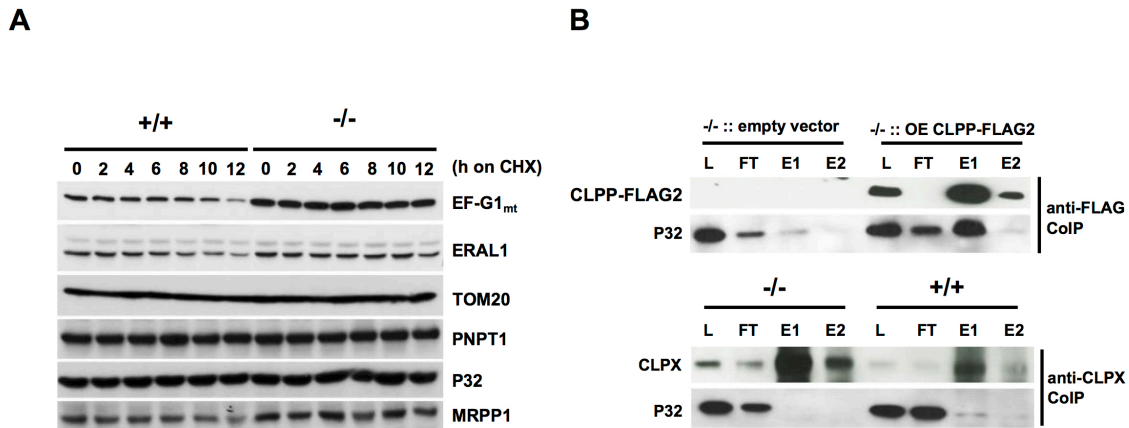 A
B
+/+
-/-
0 2 4 6 8 10 12 0 2 4 6 8 10 12 (h on CHX)
EF-G1mt
ERAL1
TOM20
PNPT1
P32
MRPP1
-/- :: empty vector
-/- :: OE CLPP-FLAG2
L FT E1 E2 L FT E1 E2
CLPP-FLAG2
P32
anti-FLAG
CoIP
-/-
+/+
L FT E1 E2 L FT E1 E2
CLPX
P32
anti-CLPX
CoIP